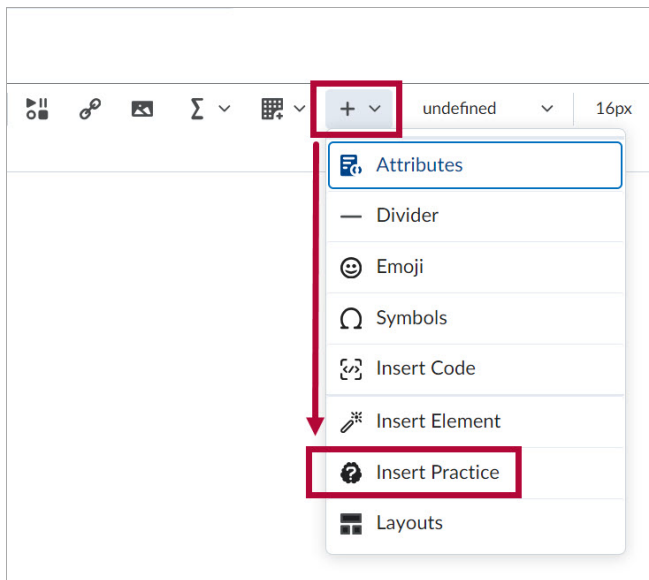 undefined 16px
Attributes
Divider
Emoji
Symbols
Insert Code
Insert Element
Insert Practice
Layouts